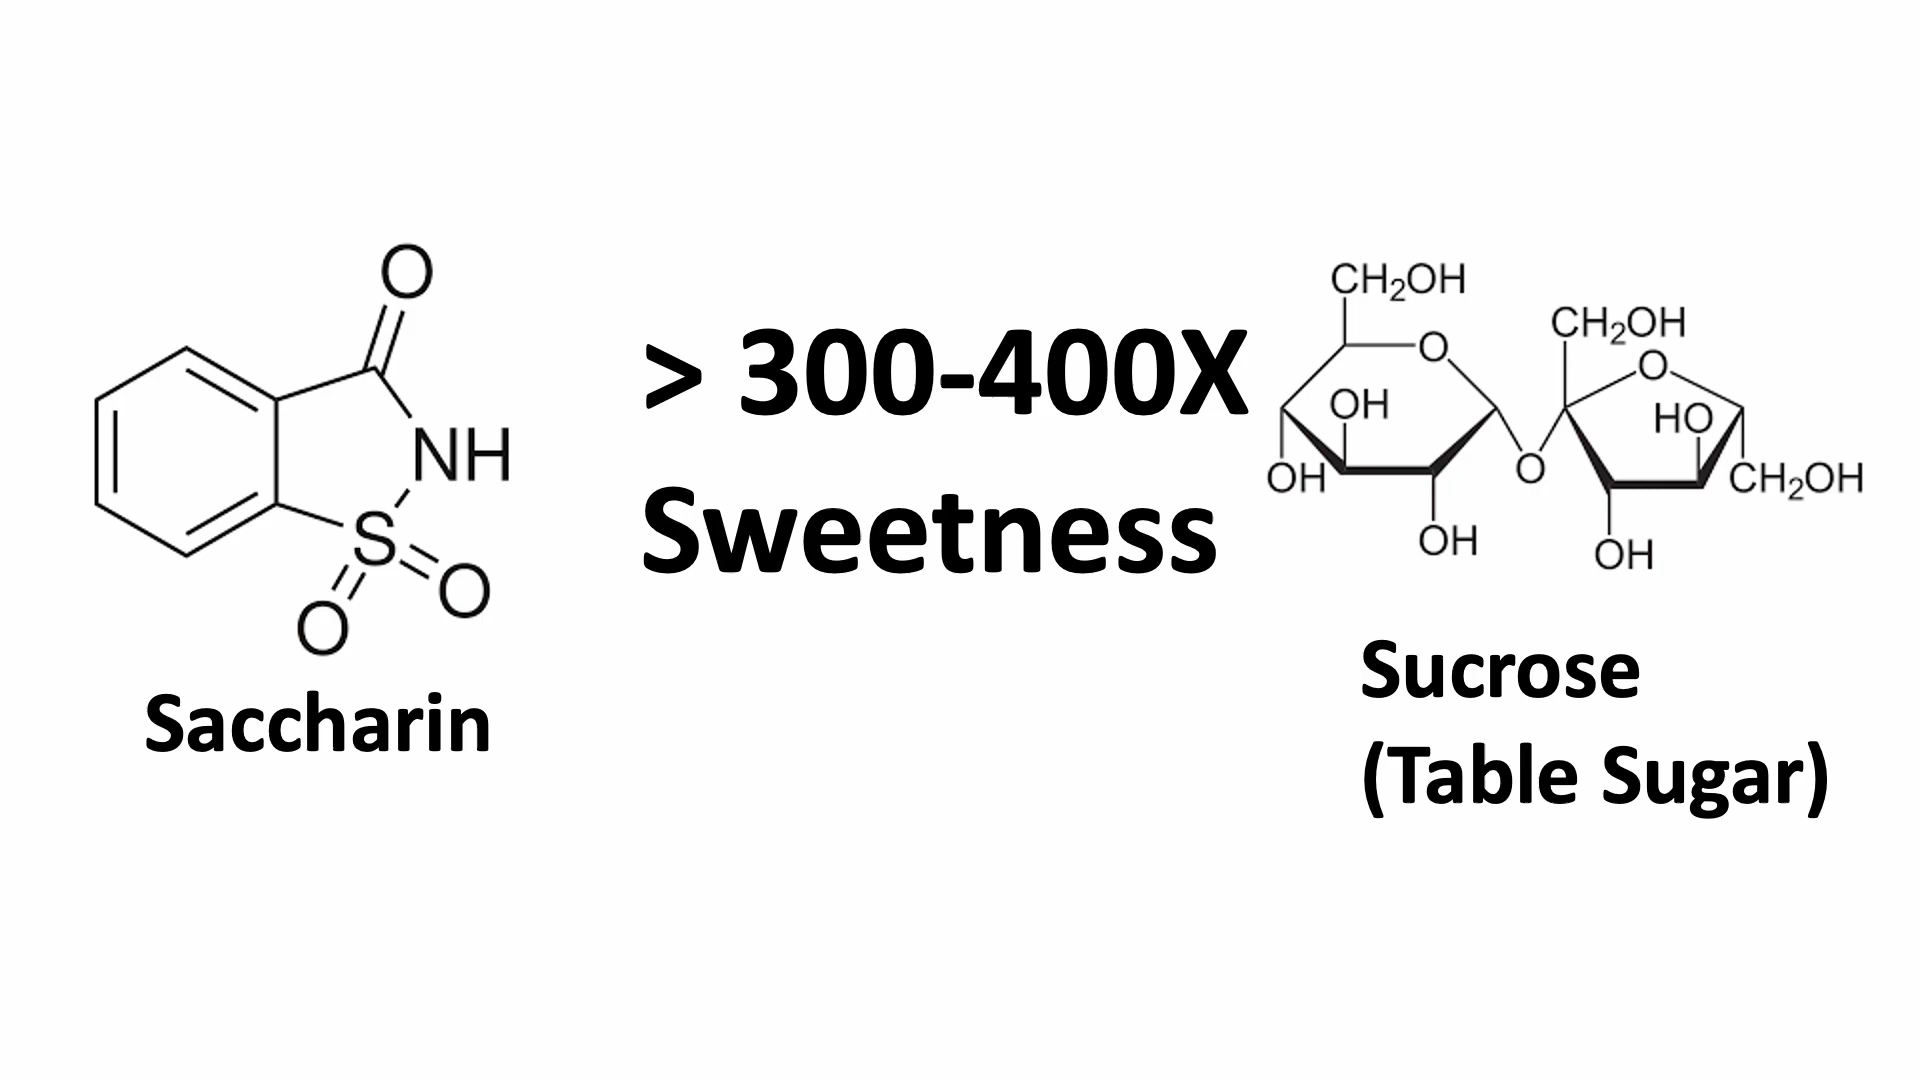 O
NH
S
O
O
Saccharin
> 300-400X
Sweetness
CH₂OH
O
OH
OH
OH
O
CH₂OH
O
HO
CH₂OH
OH
Sucrose
(Table Sugar)